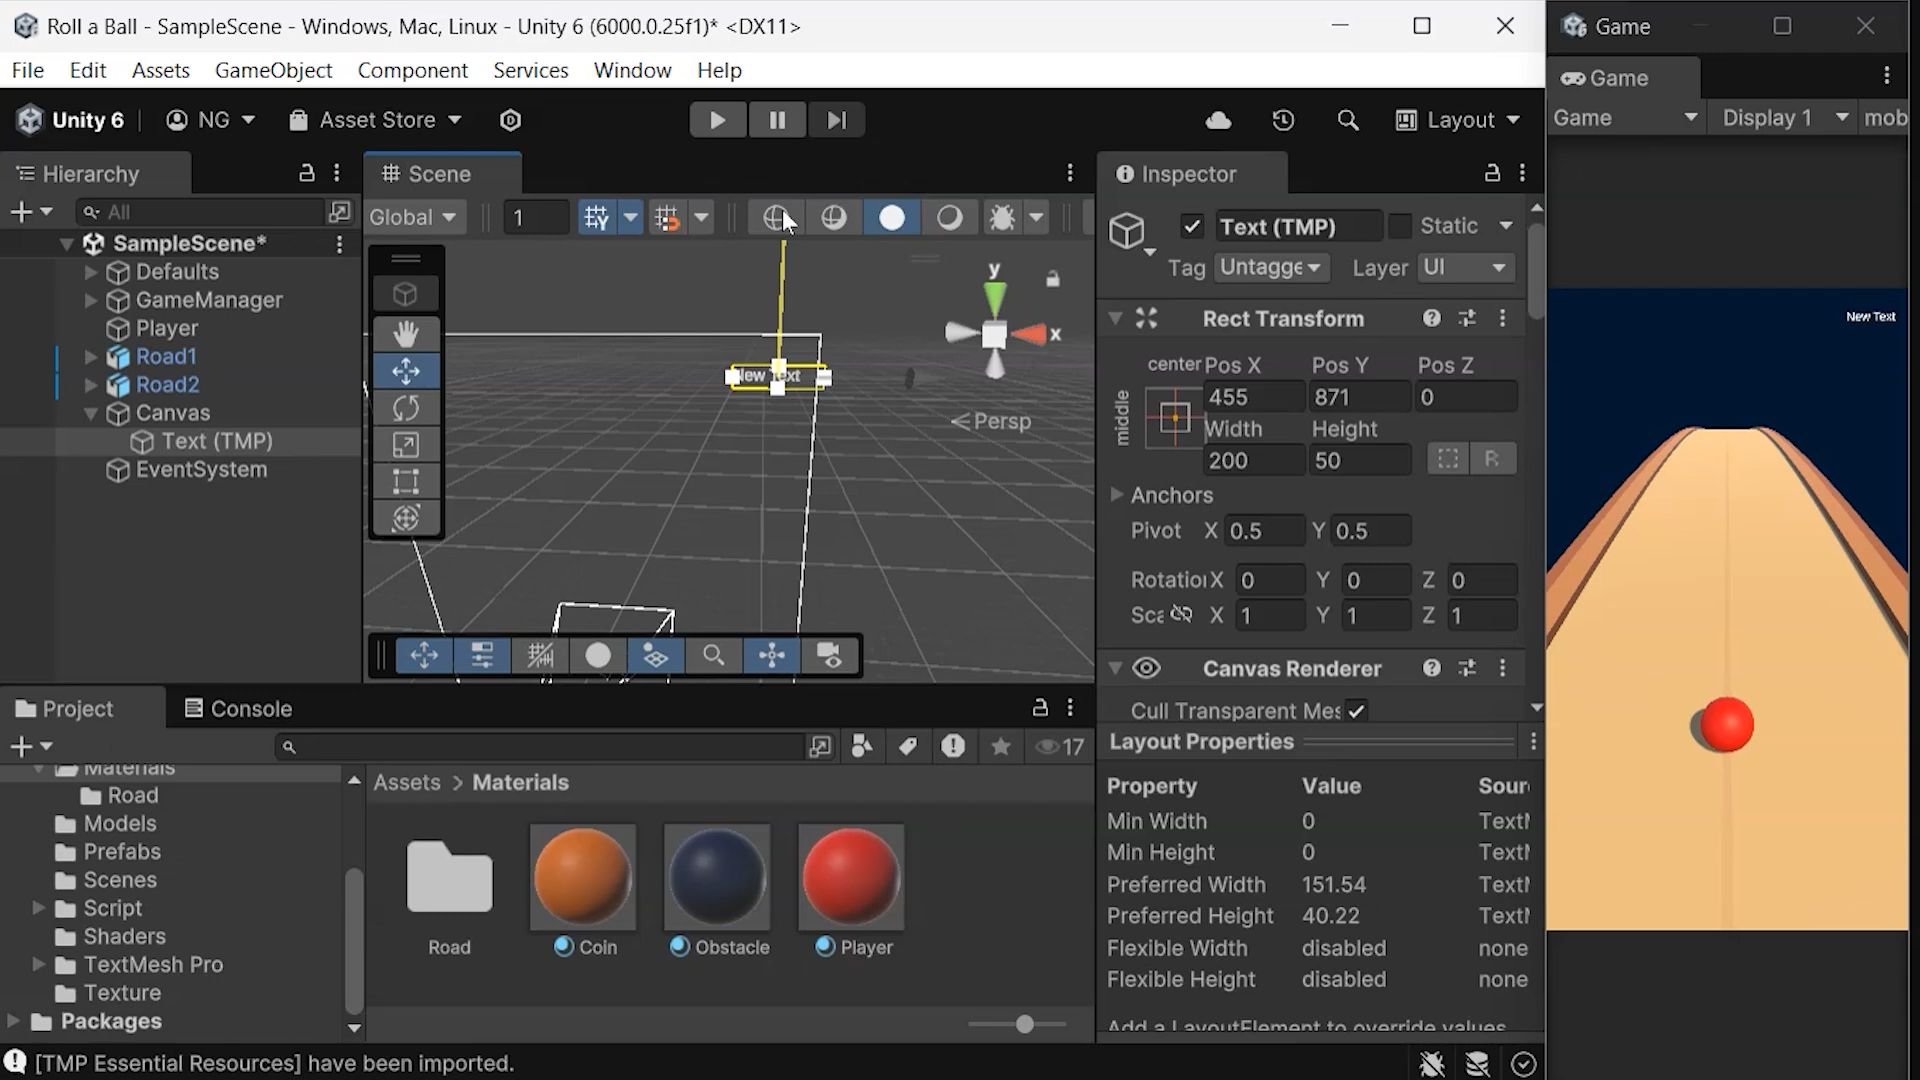 Roll a Ball - SampleScene - Windows, Mac, Linux - Unity 6 (6000.0.25f1)* <DX11>
File Edit Assets GameObject Component Services Window Help
Unity 6 NG Asset Store Layout
Hierarchy
All
SampleScene*
Defaults
GameManager
Player
Road1
Road2
Canvas
Text (TMP)
EventSystem
Scene
Global 1
y
x
Persp
Inspector
Text (TMP) Static
Tag Untagge Layer UI
Rect Transform
center Pos X Pos Y Pos Z
middle 455 871 0
Width Height
200 50 R
Anchors
Pivot X 0.5 Y 0.5
Rotatio X 0 Y 0 Z 0
Sca X 1 Y 1 Z 1
Canvas Renderer
Cull Transparent Mes
Layout Properties
Property Value Sour
Min Width 0 Text
Min Height 0 Text
Preferred Width 151.54 Text
Preferred Height 40.22 Text
Flexible Width disabled none
Flexible Height disabled none
Add a LayoutElement to override values
Project Console
17
Materials
Road
Models
Prefabs
Scenes
Script
Shaders
TextMesh Pro
Texture
Packages
Assets > Materials
Road Coin Obstacle Player
[TMP Essential Resources] have been imported.
Game
Game
Game Display 1 mob
New Text